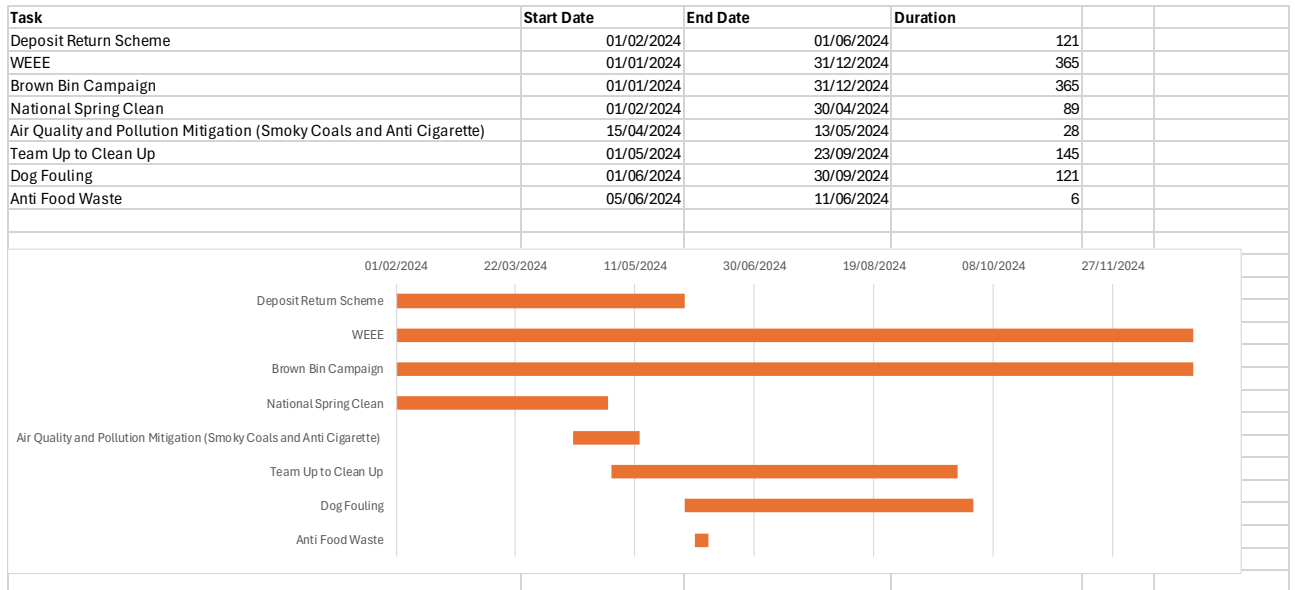 Task Start Date End Date Duration
Deposit Return Scheme 01/02/2024 01/06/2024 121
WEEE 01/01/2024 31/12/2024 365
Brown Bin Campaign 01/01/2024 31/12/2024 365
National Spring Clean 01/02/2024 30/04/2024 89
Air Quality and Pollution Mitigation (Smoky Coals and Anti Cigarette) 15/04/2024 13/05/2024 28
Team Up to Clean Up 01/05/2024 23/09/2024 145
Dog Fouling 01/06/2024 30/09/2024 121
Anti Food Waste 05/06/2024 11/06/2024 6
01/02/2024 22/03/2024 11/05/2024 30/06/2024 19/08/2024 08/10/2024 27/11/2024
Deposit Return Scheme
WEEE
Brown Bin Campaign
National Spring Clean
Air Quality and Pollution Mitigation (Smoky Coals and Anti Cigarette)
Team Up to Clean Up
Dog Fouling
Anti Food Waste